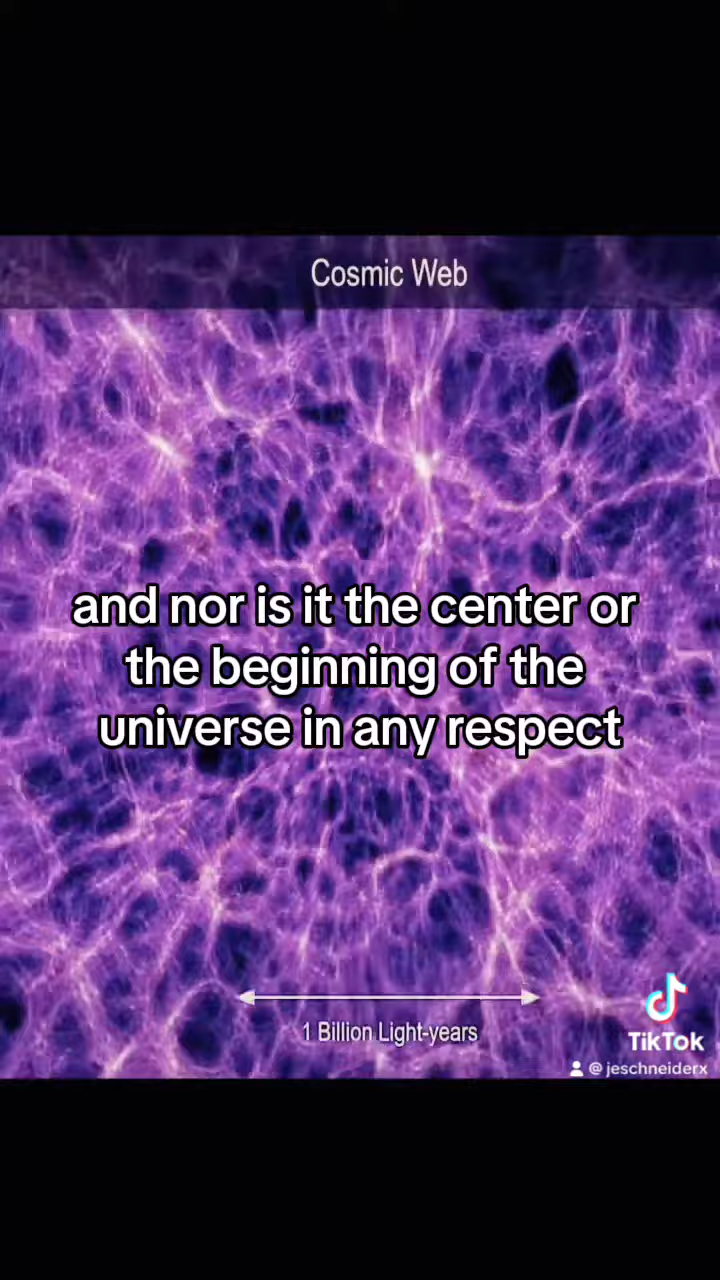 Cosmic Web
and nor is it the center or
the beginning of the
universe in any respect
1 Billion Light-years
TikTok
@jeschneiderx